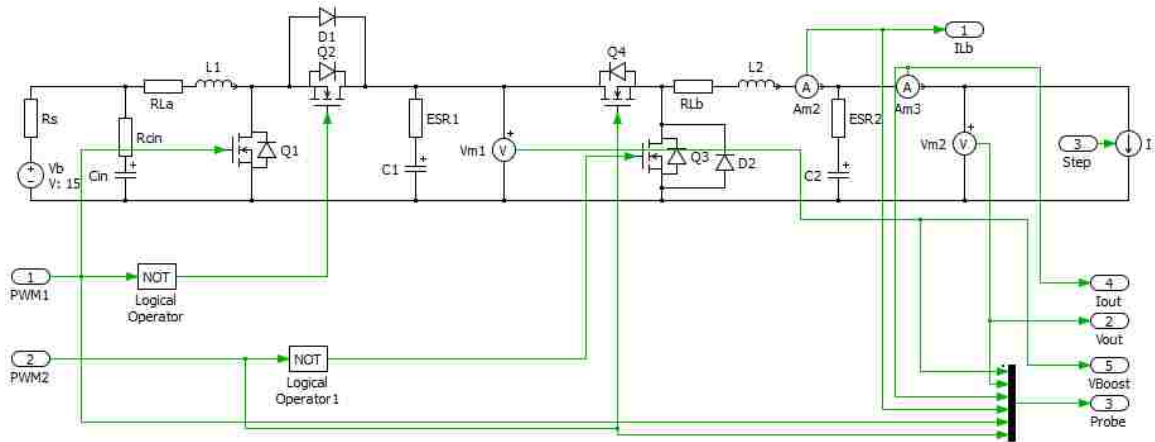 D1
Q2
L1
RLa
Rs
Rcin
Vb
V: 15
Cin
Q1
ESR1
C1
Vm1
V
Q4
RLb
L2
Q3
D2
A
Am2
ESR2
C2
A
Am3
Vm2
V
1
ILb
3
Step
I
1
PWM1
NOT
Logical
Operator
2
PWM2
NOT
Logical
Operator1
4
Iout
2
Vout
5
VBoost
3
Probe